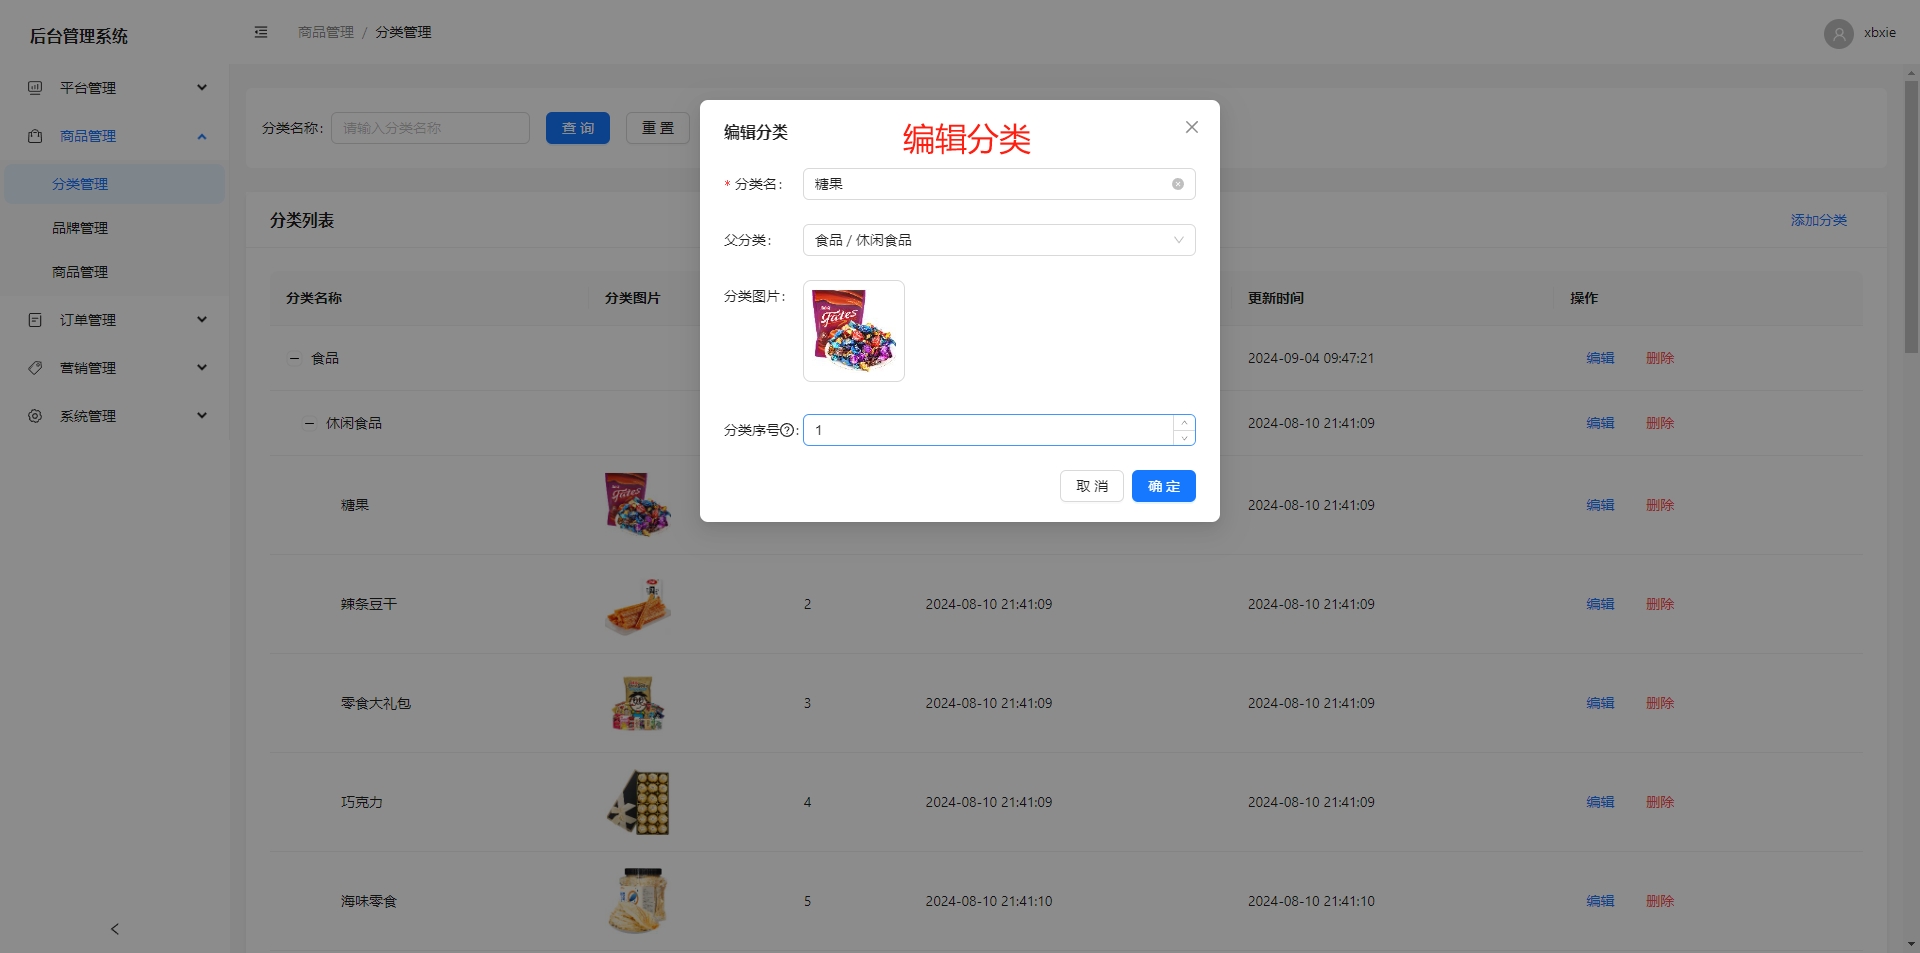 后台管理系统
商品管理 / 分类管理
xbxie
平台管理
商品管理
分类管理
品牌管理
商品管理
订单管理
营销管理
系统管理
分类名称: 请输入分类名称 查 询 重 置
分类列表 添加分类
分类名称 分类图片 更新时间 操作
食品 2024-09-04 09:47:21 编辑 删除
休闲食品 2024-08-10 21:41:09 编辑 删除
糖果 2024-08-10 21:41:09 编辑 删除
辣条豆干 2 2024-08-10 21:41:09 2024-08-10 21:41:09 编辑 删除
零食大礼包 3 2024-08-10 21:41:09 2024-08-10 21:41:09 编辑 删除
巧克力 4 2024-08-10 21:41:09 2024-08-10 21:41:09 编辑 删除
海味零食 5 2024-08-10 21:41:10 2024-08-10 21:41:10 编辑 删除
编辑分类
编辑分类
* 分类名: 糖果
父分类: 食品 / 休闲食品
分类图片:
分类序号?: 1
取 消 确 定